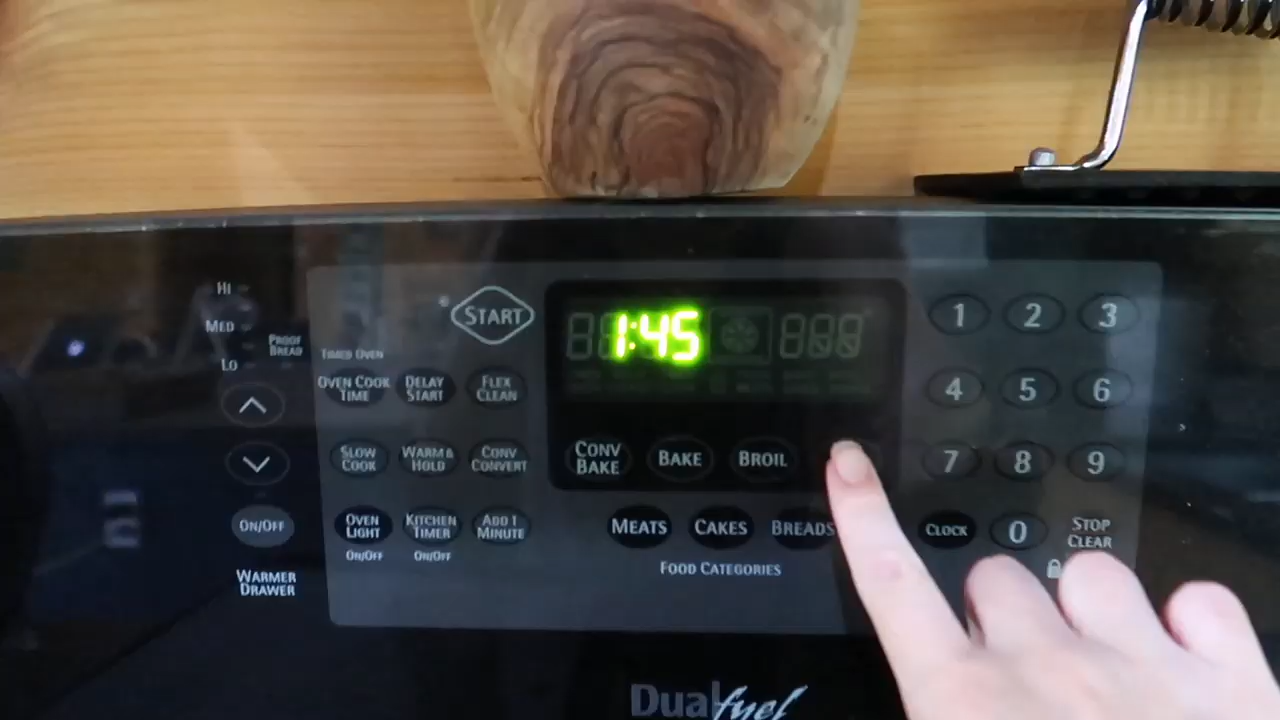 HI
MED
LO
PROOF
BREAD
ON/OFF
WARMER
DRAWER
START
TIMED OVEN
OVEN COOK
TIME
DELAY
START
FLEX
CLEAN
SLOW
COOK
WARM &
HOLD
CONV
CONVERT
OVEN
LIGHT
ON/OFF
KITCHEN
TIMER
ON/OFF
ADD 1
MINUTE
1:45
CONV
BAKE
BAKE
BROIL
MEATS
CAKES
BREADS
FOOD CATEGORIES
1 2 3
4 5 6
7 8 9
CLOCK
0
STOP
CLEAR
Dual fuel